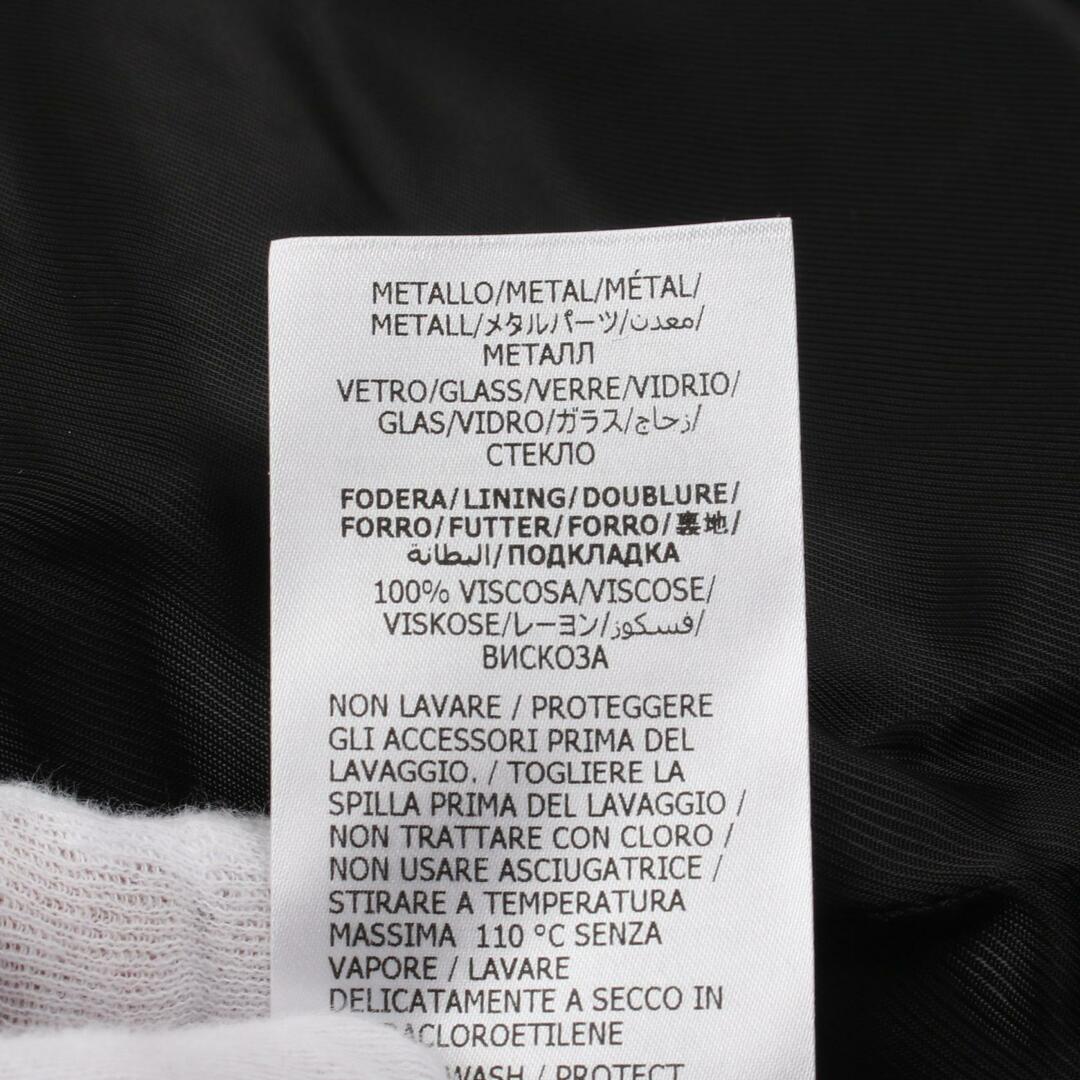 METALLO/METAL/MÉTAL/
METALL/メタルパーツ/معدن/
МЕТАЛЛ
VETRO/GLASS/VERRE/VIDRIO/
GLAS/VIDRO/ガラス/زجاج/
СТЕКЛО
FODERA/LINING/DOUBLURE/
FORRO/FUTTER/FORRO/裏地/
البطانة/ПОДКЛАДКА
100% VISCOSA/VISCOSE/
VISKOSE/レーヨン/فسكوز/
ВИСКОЗА
NON LAVARE / PROTEGGERE
GLI ACCESSORI PRIMA DEL
LAVAGGIO. / TOGLIERE LA
SPILLA PRIMA DEL LAVAGGIO /
NON TRATTARE CON CLORO /
NON USARE ASCIUGATRICE /
STIRARE A TEMPERATURA
MASSIMA 110 °C SENZA
VAPORE / LAVARE
DELICATAMENTE A SECCO IN
ACLOROETILENE
WASH / PROTECT